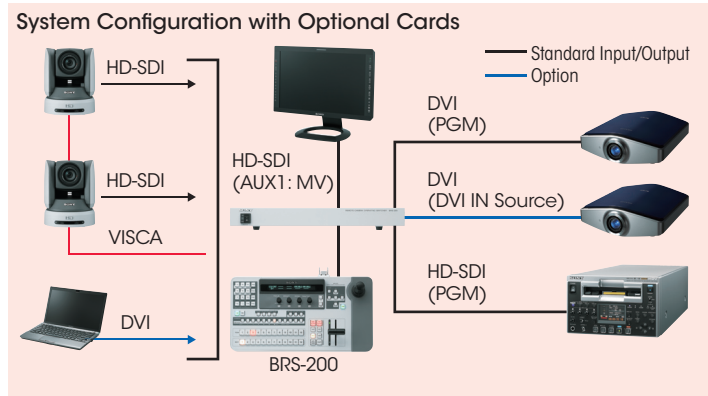 System Configuration with Optional Cards
HD-SDI
HD-SDI
VISCA
DVI
HD-SDI
(AUX1: MV)
BRS-200
Standard Input/Output
Option
DVI
(PGM)
DVI
(DVI IN Source)
HD-SDI
(PGM)